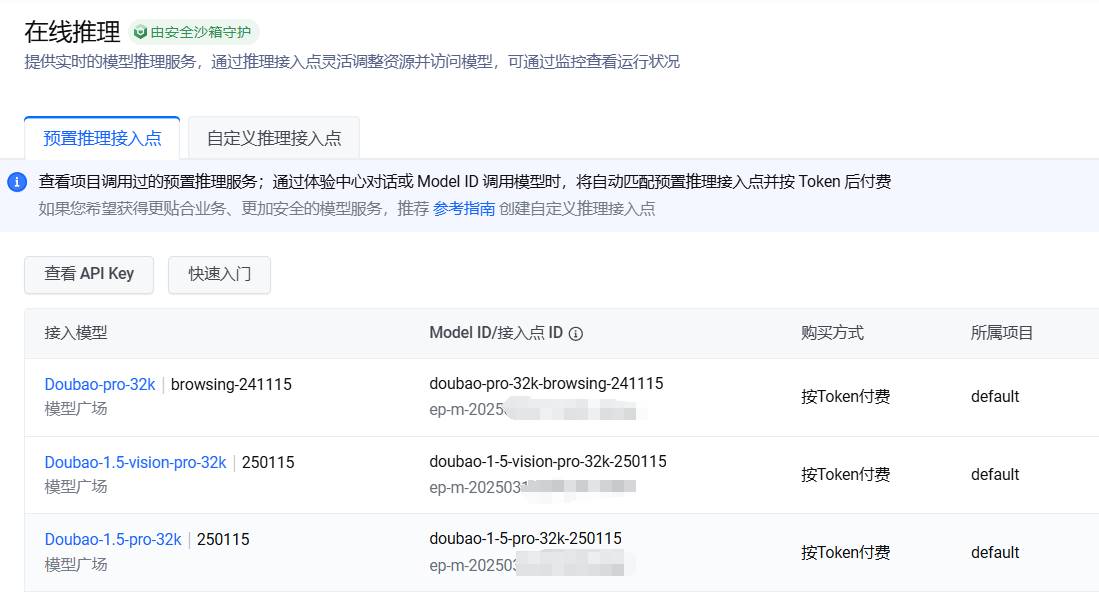 在线推理 由安全沙箱守护
提供实时的模型推理服务，通过推理接入点灵活调整资源并访问模型，可通过监控查看运行状况
预置推理接入点 自定义推理接入点
查看项目调用过的预置推理服务；通过体验中心对话或 Model ID 调用模型时，将自动匹配预置推理接入点并按 Token 后付费
如果您希望获得更贴合业务、更加安全的模型服务，推荐 参考指南 创建自定义推理接入点
查看 API Key 快速入门
接入模型 Model ID/接入点 ID 购买方式 所属项目
Doubao-pro-32k | browsing-241115 doubao-pro-32k-browsing-241115
模型广场 ep-m-2025 按Token付费 default
Doubao-1.5-vision-pro-32k | 250115 doubao-1-5-vision-pro-32k-250115
模型广场 ep-m-202503 按Token付费 default
Doubao-1.5-pro-32k | 250115 doubao-1-5-pro-32k-250115
模型广场 ep-m-20250 按Token付费 default